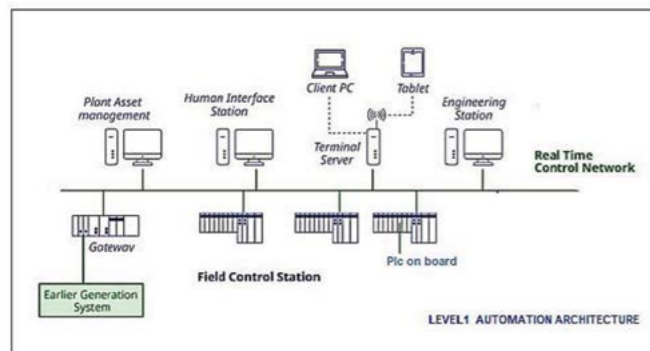 Client PC
Tablet
Plant Asset
management
Human Interface
Station
Engineering
Station
Terminal
Server
Real Time
Control Network
Gatewav
Plc on board
Field Control Station
Earlier Generation
System
LEVEL1 AUTOMATION ARCHITECTURE